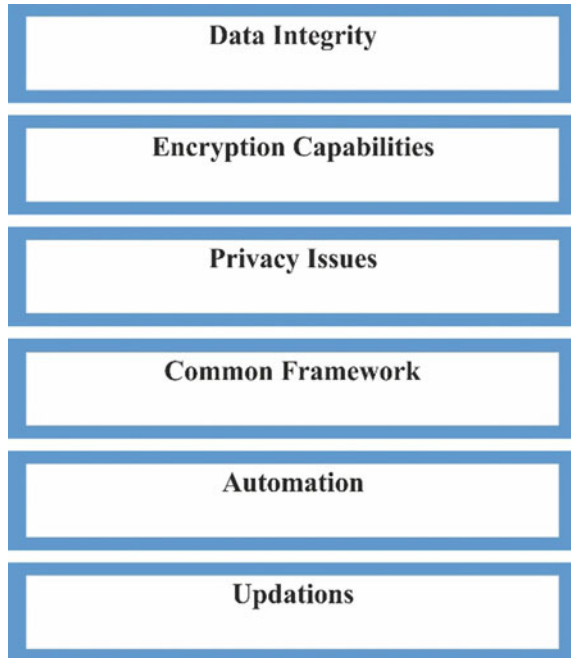 Data Integrity
Encryption Capabilities
Privacy Issues
Common Framework
Automation
Updations